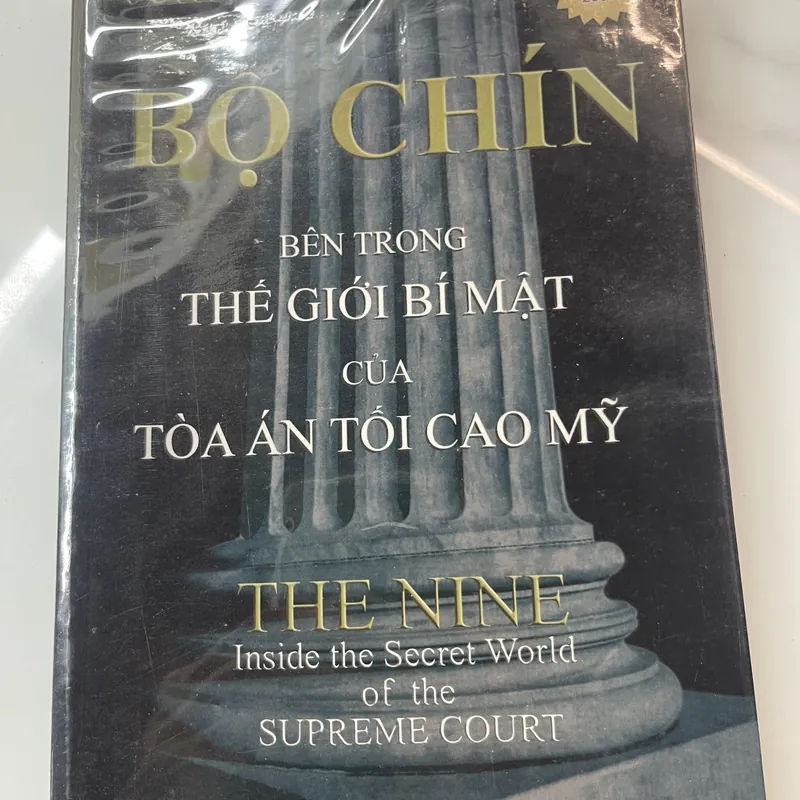 BỘ CHÍN
BÊN TRONG
THẾ GIỚI BÍ MẬT
CỦA
TÒA ÁN TỐI CAO MỸ
THE NINE
Inside the Secret World
of the
SUPREME COURT